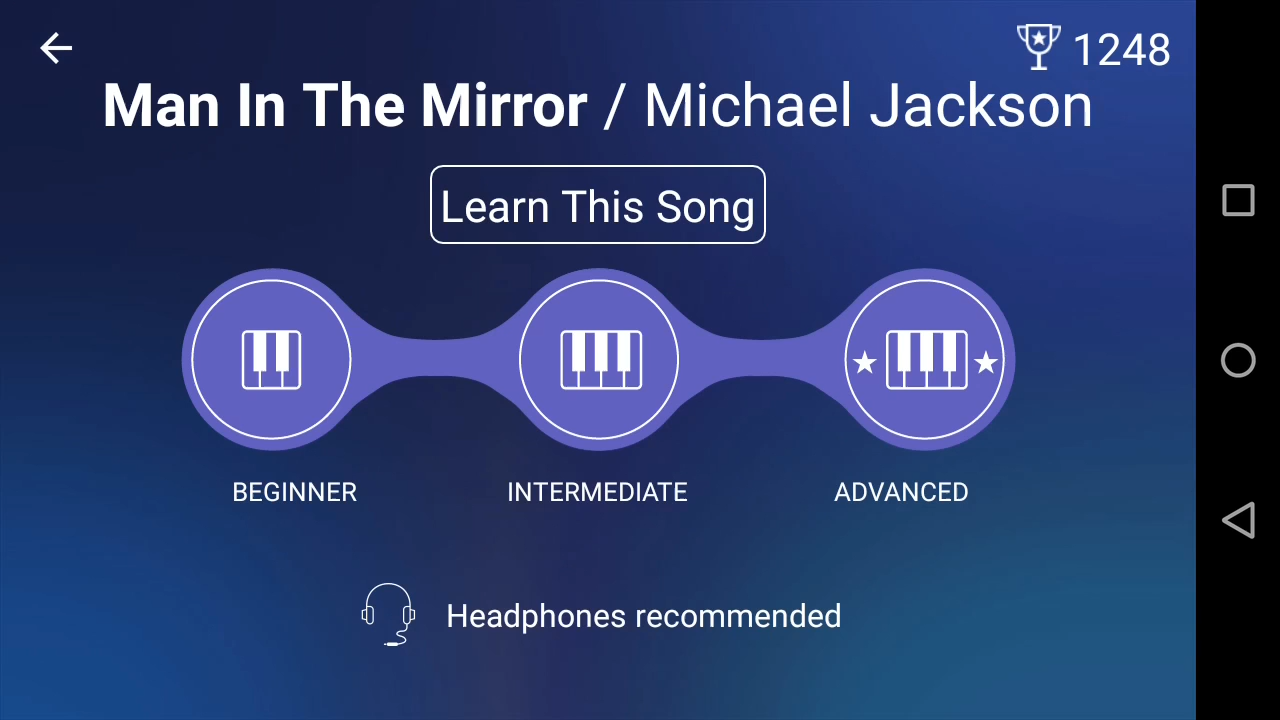 1248
Man In The Mirror / Michael Jackson
Learn This Song
BEGINNER INTERMEDIATE ADVANCED
Headphones recommended